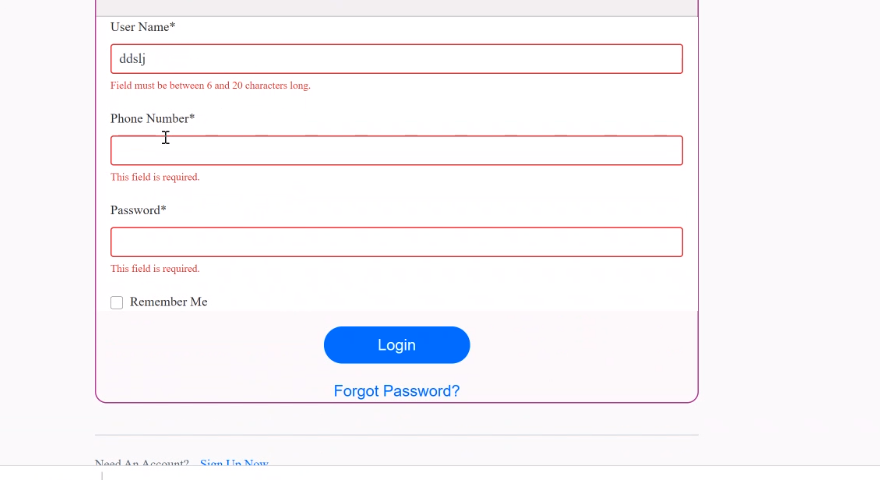 User Name*
ddslj
Field must be between 6 and 20 characters long.
Phone Number*
This field is required.
Password*
This field is required.
Remember Me
Login
Forgot Password?
Need An Account? Sign Up Now